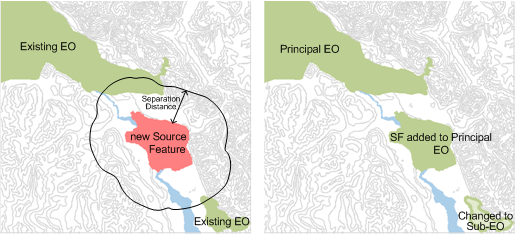 Existing EO
Separation
Distance
new Source
Feature
Existing EO
Principal EO
SF added to Principal
EO
Changed to
Sub-EO